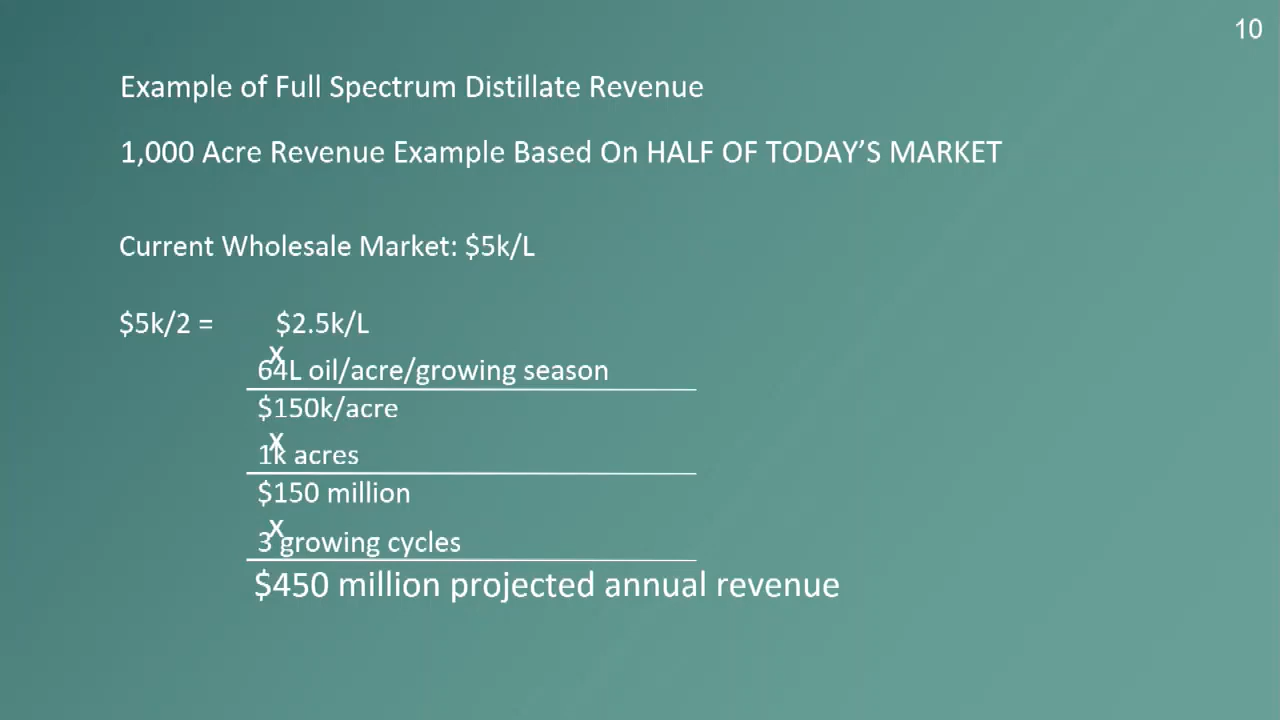 10
Example of Full Spectrum Distillate Revenue
1,000 Acre Revenue Example Based On HALF OF TODAY’S MARKET
Current Wholesale Market: $5k/L
$5k/2 = $2.5k/L
x
64L oil/acre/growing season
$150k/acre
x
1k acres
$150 million
x
3 growing cycles
$450 million projected annual revenue